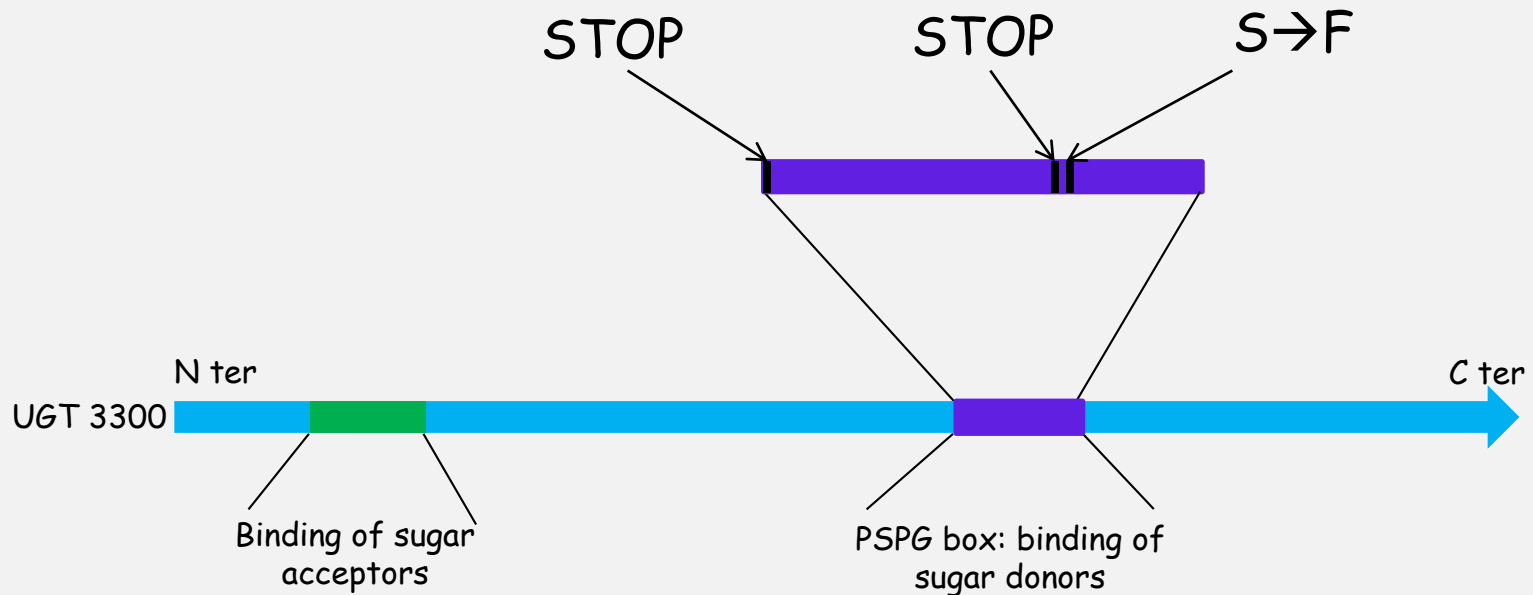 STOP
STOP
S→F
N ter
C ter
UGT 3300
Binding of sugar
acceptors
PSPG box: binding of
sugar donors